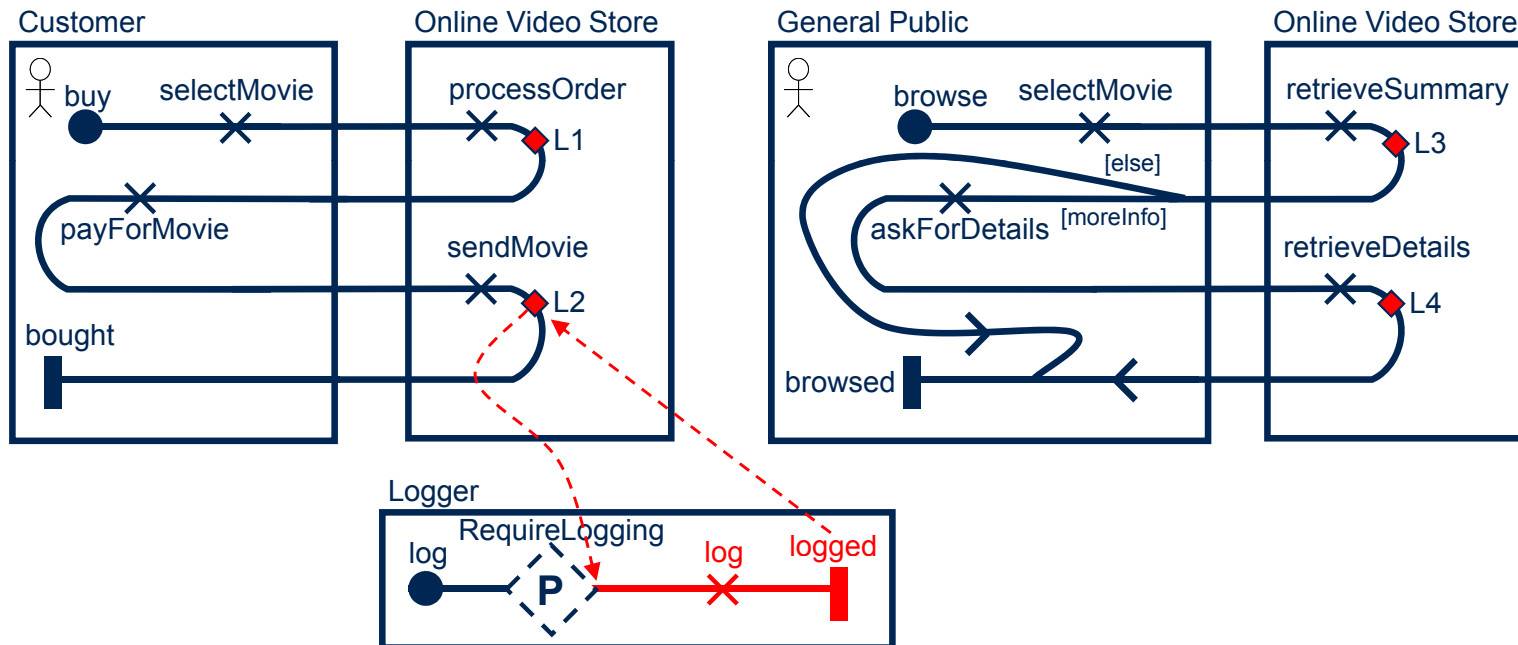 Customer
Online Video Store
buy
selectMovie
processOrder
L1
payForMovie
sendMovie
L2
bought
General Public
Online Video Store
browse
selectMovie
retrieveSummary
L3
[else]
askForDetails
[moreInfo]
retrieveDetails
L4
browsed
Logger
RequireLogging
log
P
log
logged